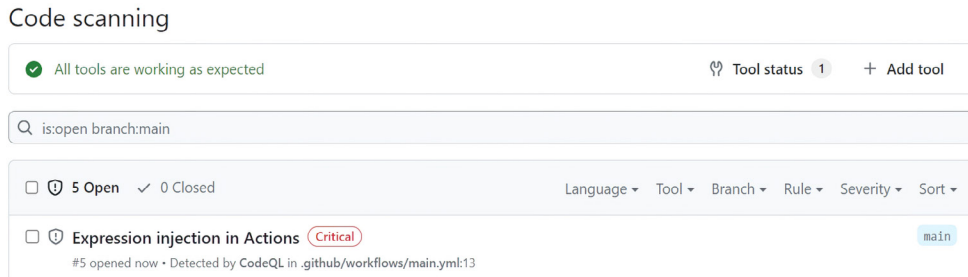 Code scanning
All tools are working as expected Tool status 1 + Add tool
is:open branch:main
5 Open ✓ 0 Closed Language Tool Branch Rule Severity Sort
Expression injection in Actions Critical main
#5 opened now • Detected by CodeQL in .github/workflows/main.yml:13